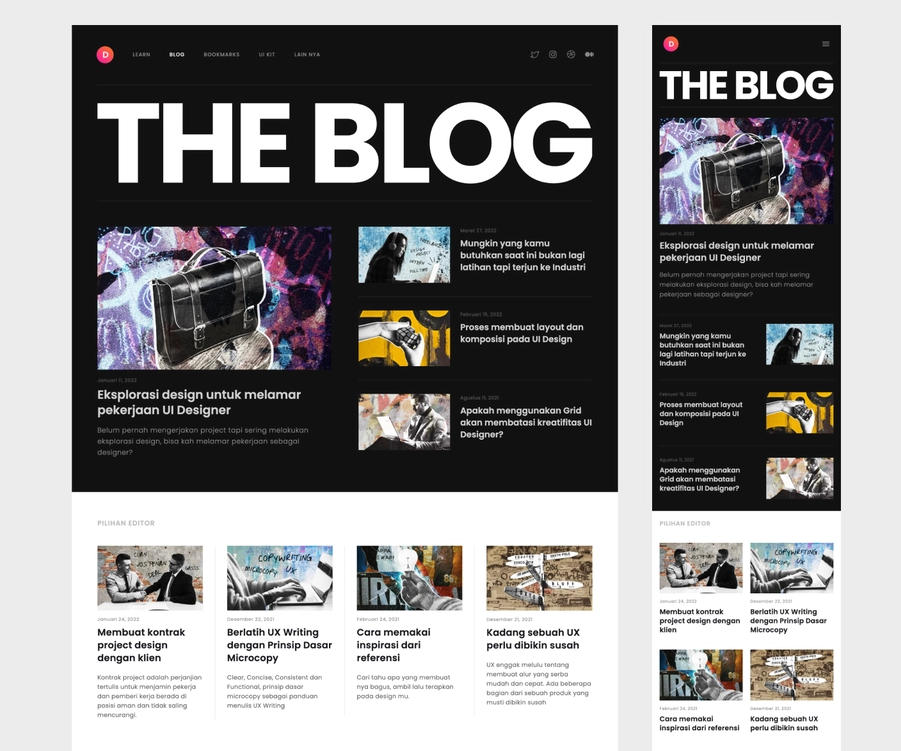 D
LEARN BLOG BOOKMARKS UI KIT LAIN NYA
THE BLOG
Januari 11, 2022
Eksplorasi design untuk melamar
pekerjaan UI Designer
Belum pernah mengerjakan project tapi sering melakukan
eksplorasi design, bisa kah melamar pekerjaan sebagai
designer?
Maret 27, 2022
Mungkin yang kamu
butuhkan saat ini bukan lagi
latihan tapi terjun ke Industri
Februari 15, 2022
Proses membuat layout dan
komposisi pada UI Design
Agustus 11, 2021
Apakah menggunakan Grid
akan membatasi kreatifitas UI
Designer?
PILIHAN EDITOR
Januari 24, 2022
Membuat kontrak
project design
dengan klien
Kontrak project adalah perjanjian
tertulis untuk menjamin pekerja
dan pemberi kerja berada di
posisi aman dan tidak saling
mencurangi.
COPYWRITING
MICROCOPY UX
Desember 22, 2021
Berlatih UX Writing
dengan Prinsip Dasar
Microcopy
Clear, Concise, Consistent dan
Functional, prinsip dasar
microcopy sebagai panduan
menulis UX Writing
Februari 24, 2021
Cara memakai
inspirasi dari
referensi
Cari tahu apa yang membuat
nya bagus, ambil lalu terapkan
pada design mu.
Desember 21, 2021
Kadang sebuah UX
perlu dibikin susah
UX enggak melulu tentang
membuat alur yang serba
mudah dan cepat. Ada beberapa
bagian dari sebuah produk yang
musti dibikin susah
D
THE BLOG
Januari 11, 2022
Eksplorasi design untuk melamar
pekerjaan UI Designer
Belum pernah mengerjakan project tapi sering
melakukan eksplorasi design, bisa kah melamar
pekerjaan sebagai designer?
Maret 27, 2022
Mungkin yang kamu
butuhkan saat ini bukan
lagi latihan tapi terjun ke
Industri
Februari 15, 2022
Proses membuat layout
dan komposisi pada UI
Design
Agustus 11, 2021
Apakah menggunakan
Grid akan membatasi
kreatifitas UI Designer?
PILIHAN EDITOR
Januari 24, 2022
Membuat kontrak
project design dengan
klien
COPYWRITING
MICROCOPY UX
Desember 22, 2021
Berlatih UX Writing
dengan Prinsip Dasar
Microcopy
Februari 24, 2021
Cara memakai
inspirasi dari referensi
Desember 21, 2021
Kadang sebuah UX
perlu dibikin susah